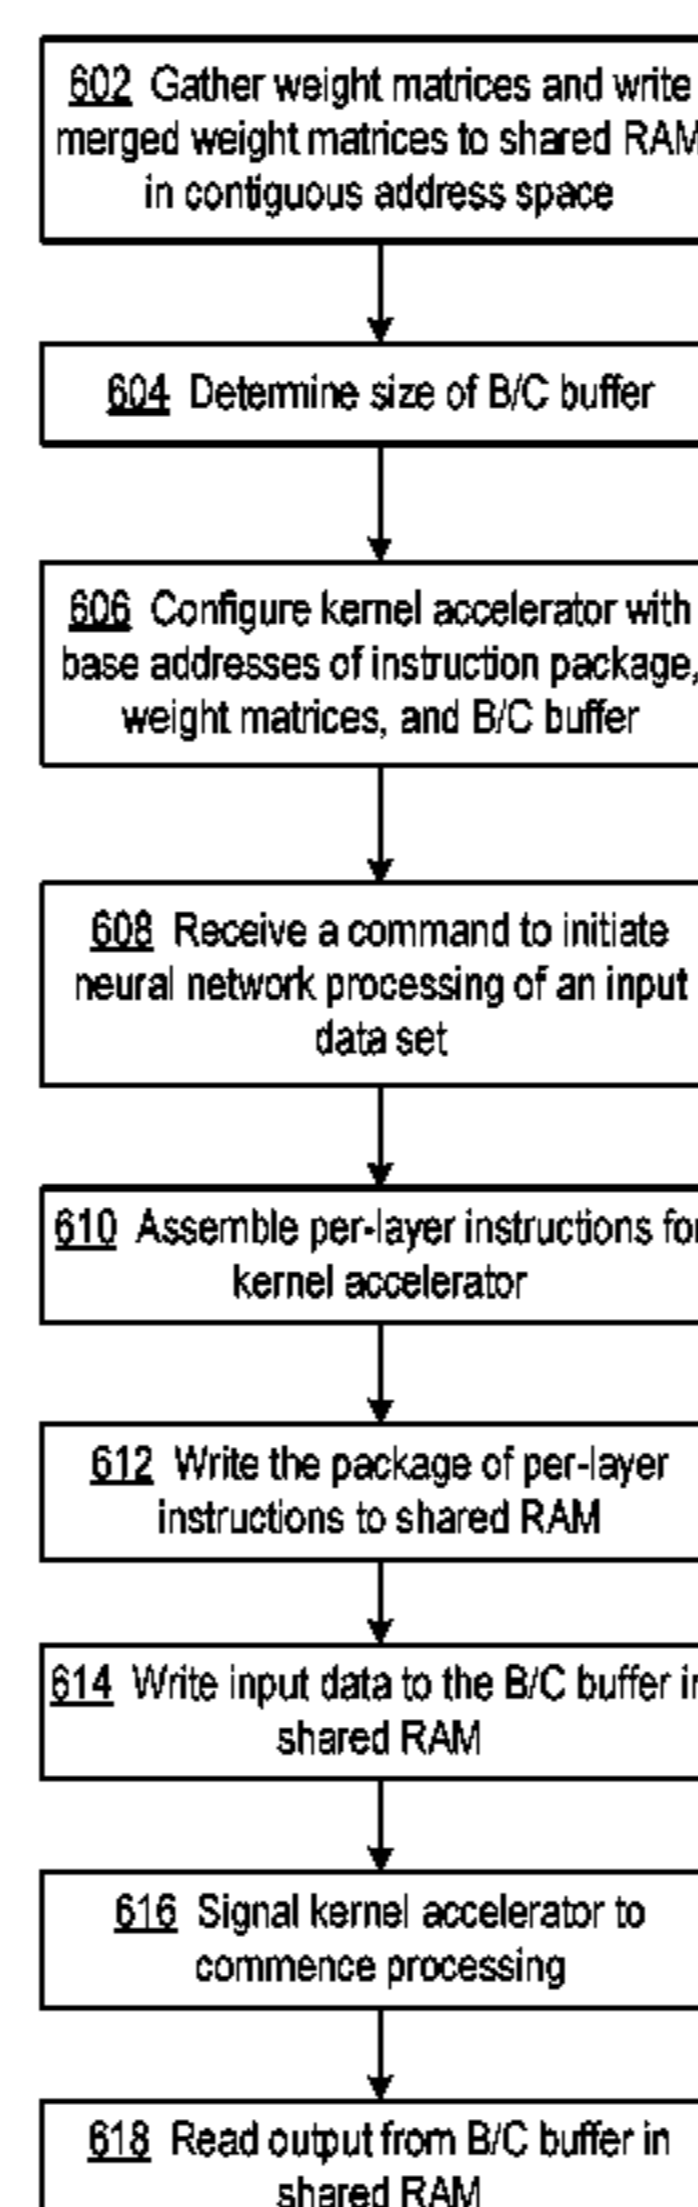 602 Gather weight matrices and write
merged weight matrices to shared RAM
in contiguous address space
604 Determine size of B/C buffer
606 Configure kernel accelerator with
base addresses of instruction package,
weight matrices, and B/C buffer
608 Receive a command to initiate
neural network processing of an input
data set
610 Assemble per-layer instructions for
kernel accelerator
612 Write the package of per-layer
instructions to shared RAM
614 Write input data to the B/C buffer in
shared RAM
616 Signal kernel accelerator to
commence processing
618 Read output from B/C buffer in
shared RAM